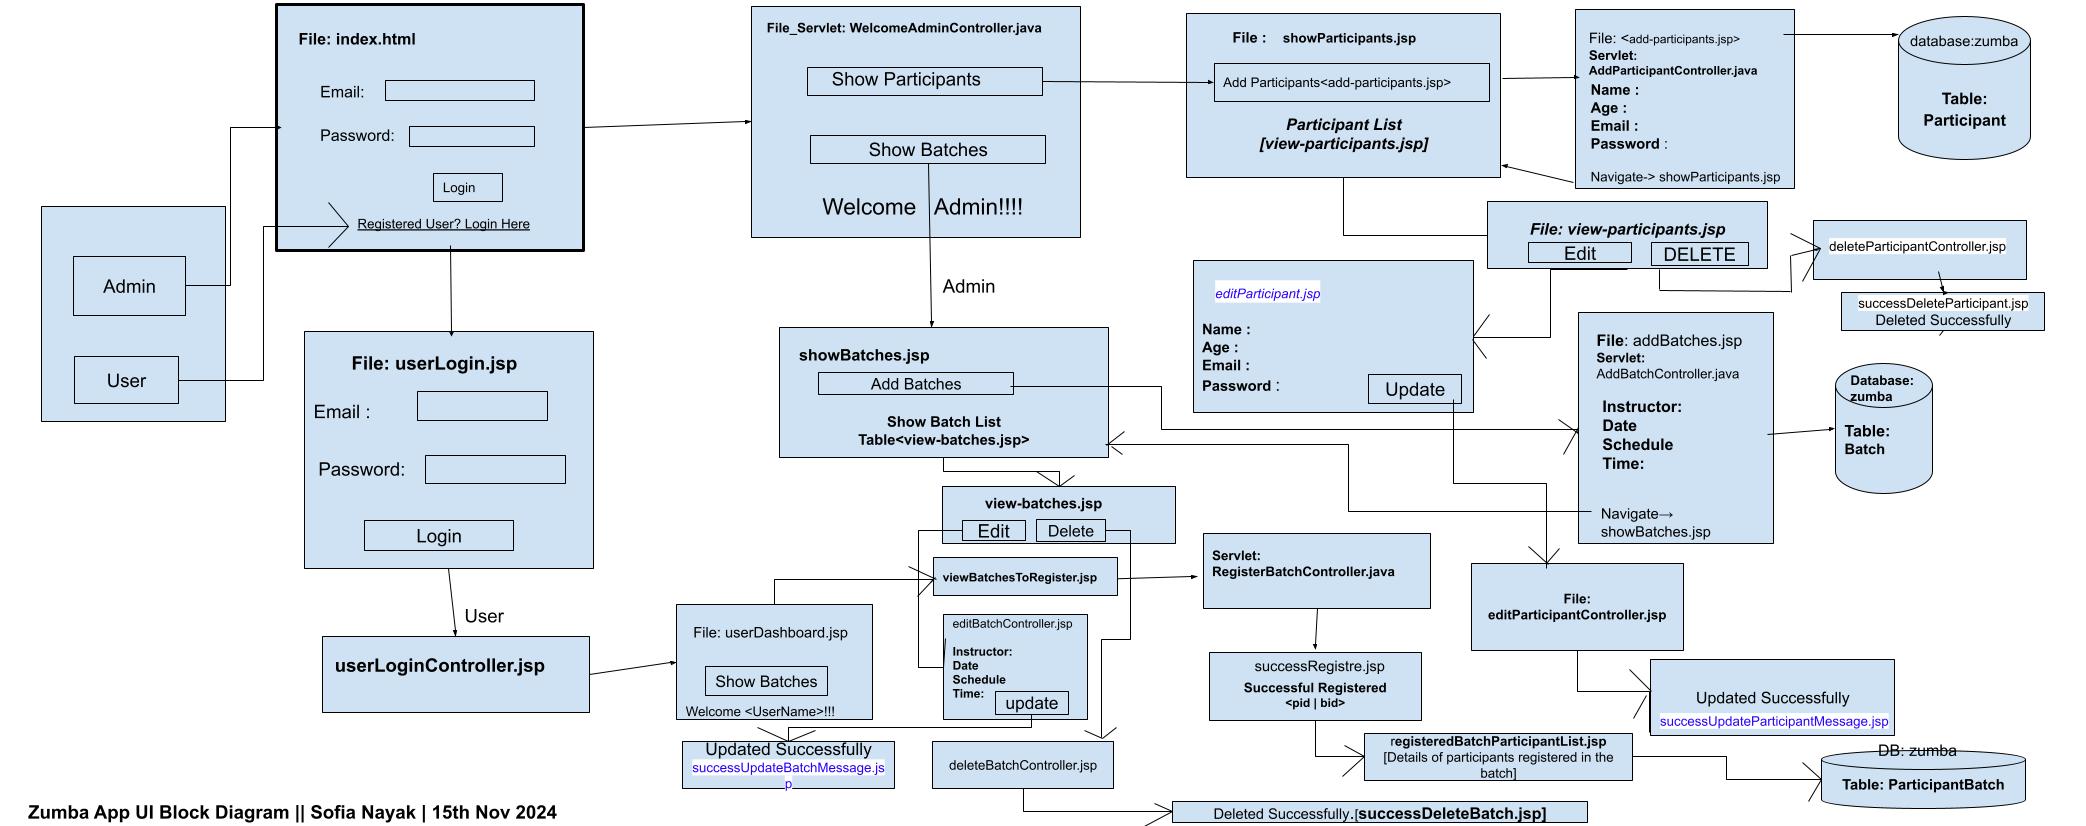 Admin
User
File: index.html
Email:
Password:
Login
Registered User? Login Here
File: userLogin.jsp
Email :
Password:
Login
User
userLoginController.jsp
File_Servlet: WelcomeAdminController.java
Show Participants
Show Batches
Welcome Admin!!!!
Admin
showBatches.jsp
Add Batches
Show Batch List
Table<view-batches.jsp>
view-batches.jsp
Edit
Delete
viewBatchesToRegister.jsp
File: userDashboard.jsp
Show Batches
Welcome <UserName>!!!
editBatchController.jsp
Instructor:
Date
Schedule
Time:
update
Updated Successfully
successUpdateBatchMessage.js
p
deleteBatchController.jsp
Deleted Successfully.[successDeleteBatch.jsp]
File : showParticipants.jsp
Add Participants<add-participants.jsp>
Participant List
[view-participants.jsp]
File: <add-participants.jsp>
Servlet:
AddParticipantController.java
Name :
Age :
Email :
Password :
Navigate-> showParticipants.jsp
database:zumba
Table:
Participant
File: view-participants.jsp
Edit
DELETE
deleteParticipantController.jsp
successDeleteParticipant.jsp
Deleted Successfully
editParticipant.jsp
Name :
Age :
Email :
Password :
Update
File: addBatches.jsp
Servlet:
AddBatchController.java
Instructor:
Date
Schedule
Time:
Navigate→
showBatches.jsp
Database:
zumba
Table:
Batch
Servlet:
RegisterBatchController.java
successRegistre.jsp
Successful Registered
<pid | bid>
File:
editParticipantController.jsp
Updated Successfully
successUpdateParticipantMessage.jsp
registeredBatchParticipantList.jsp
[Details of participants registered in the
batch]
DB: zumba
Table: ParticipantBatch
Zumba App UI Block Diagram || Sofia Nayak | 15th Nov 2024